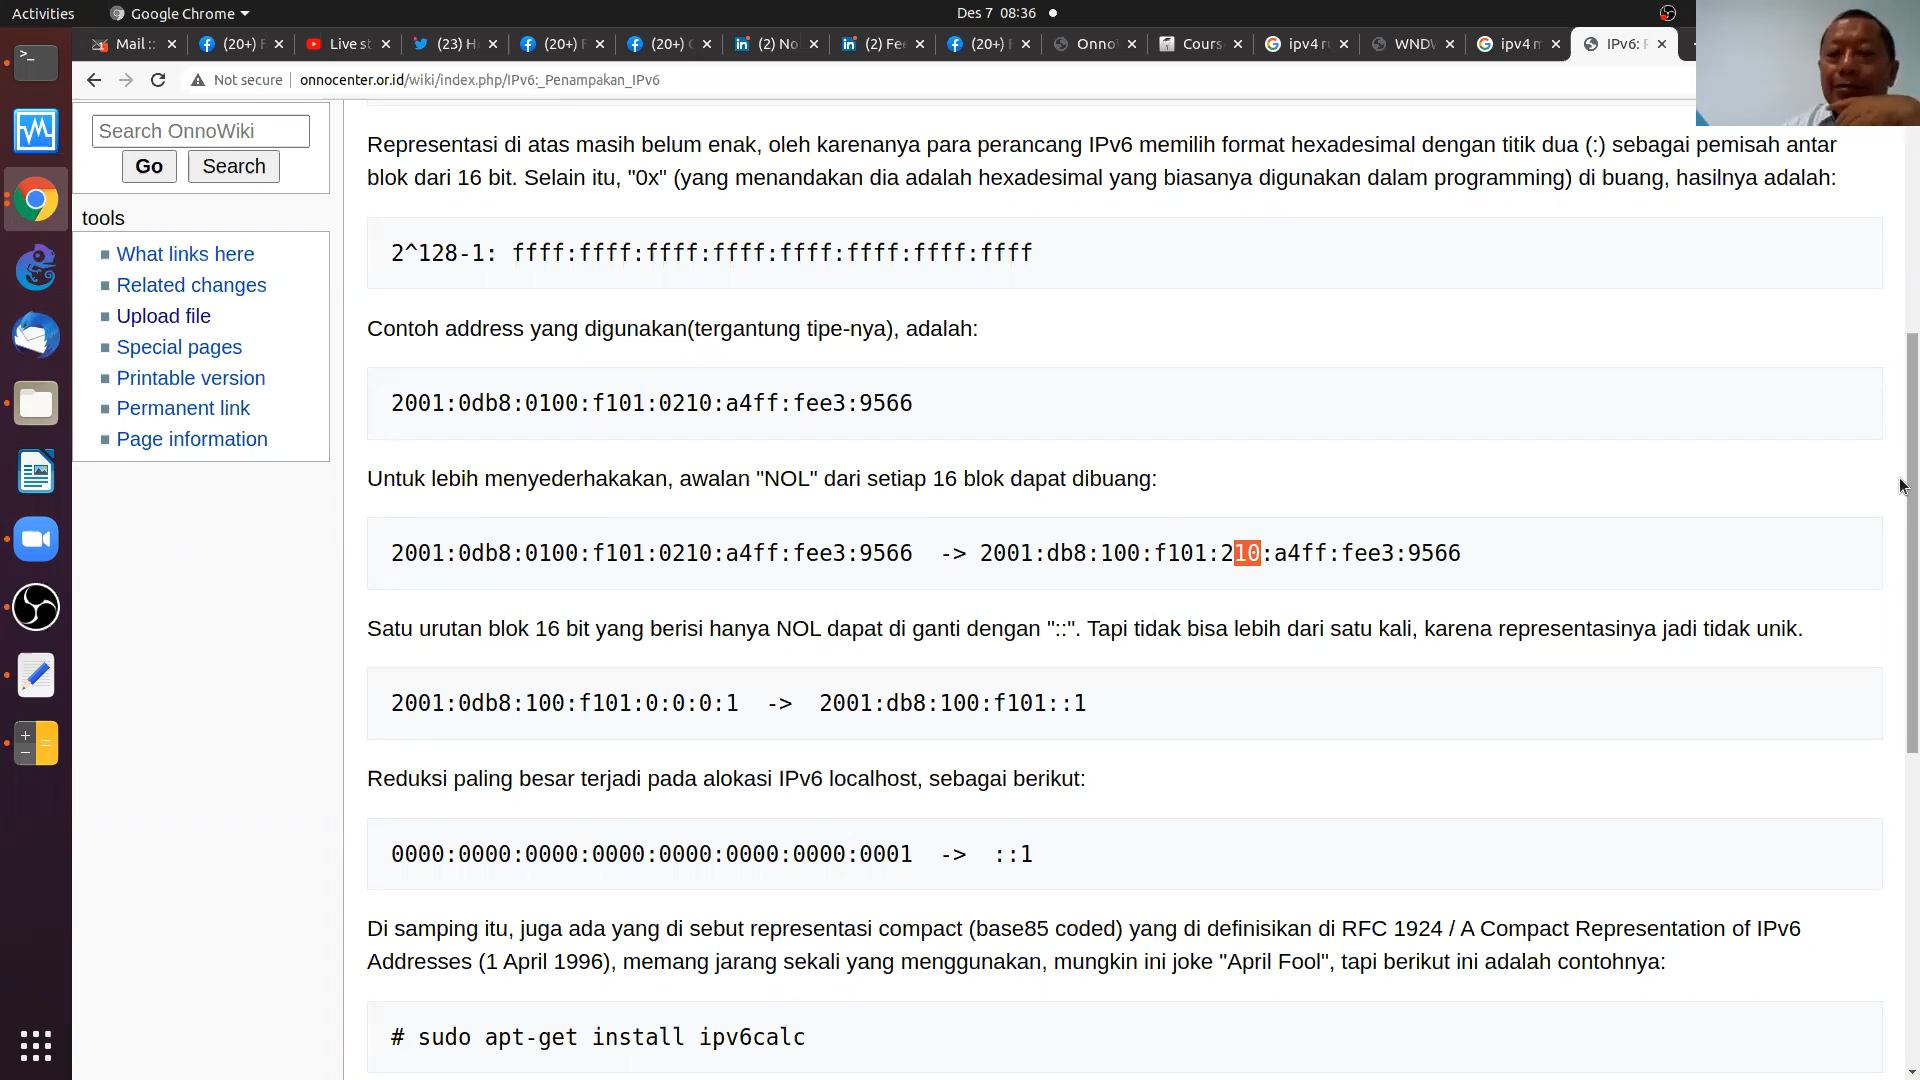 Activities
Google Chrome
Des 7 08:36
Mail ::
(20+) F
Live st
(23) H
(20+) F
(20+) C
(2) No
(2) Fee
(20+) F
Onno
Cours
ipv4 r
WNDW
ipv4 m
IPv6: P
Not secure
onnocenter.or.id/wiki/index.php/IPv6:_Penampakan_IPv6
Search OnnoWiki
Go
Search
tools
What links here
Related changes
Upload file
Special pages
Printable version
Permanent link
Page information
Representasi di atas masih belum enak, oleh karenanya para perancang IPv6 memilih format hexadesimal dengan titik dua (:) sebagai pemisah antar
blok dari 16 bit. Selain itu, "0x" (yang menandakan dia adalah hexadesimal yang biasanya digunakan dalam programming) di buang, hasilnya adalah:
2^128-1: ffff:ffff:ffff:ffff:ffff:ffff:ffff:ffff
Contoh address yang digunakan(tergantung tipe-nya), adalah:
2001:0db8:0100:f101:0210:a4ff:fee3:9566
Untuk lebih menyederhakakan, awalan "NOL" dari setiap 16 blok dapat dibuang:
2001:0db8:0100:f101:0210:a4ff:fee3:9566 -> 2001:db8:100:f101:210:a4ff:fee3:9566
Satu urutan blok 16 bit yang berisi hanya NOL dapat di ganti dengan "::". Tapi tidak bisa lebih dari satu kali, karena representasinya jadi tidak unik.
2001:0db8:100:f101:0:0:0:1 -> 2001:db8:100:f101::1
Reduksi paling besar terjadi pada alokasi IPv6 localhost, sebagai berikut:
0000:0000:0000:0000:0000:0000:0000:0001 -> ::1
Di samping itu, juga ada yang di sebut representasi compact (base85 coded) yang di definisikan di RFC 1924 / A Compact Representation of IPv6
Addresses (1 April 1996), memang jarang sekali yang menggunakan, mungkin ini joke "April Fool", tapi berikut ini adalah contohnya:
# sudo apt-get install ipv6calc